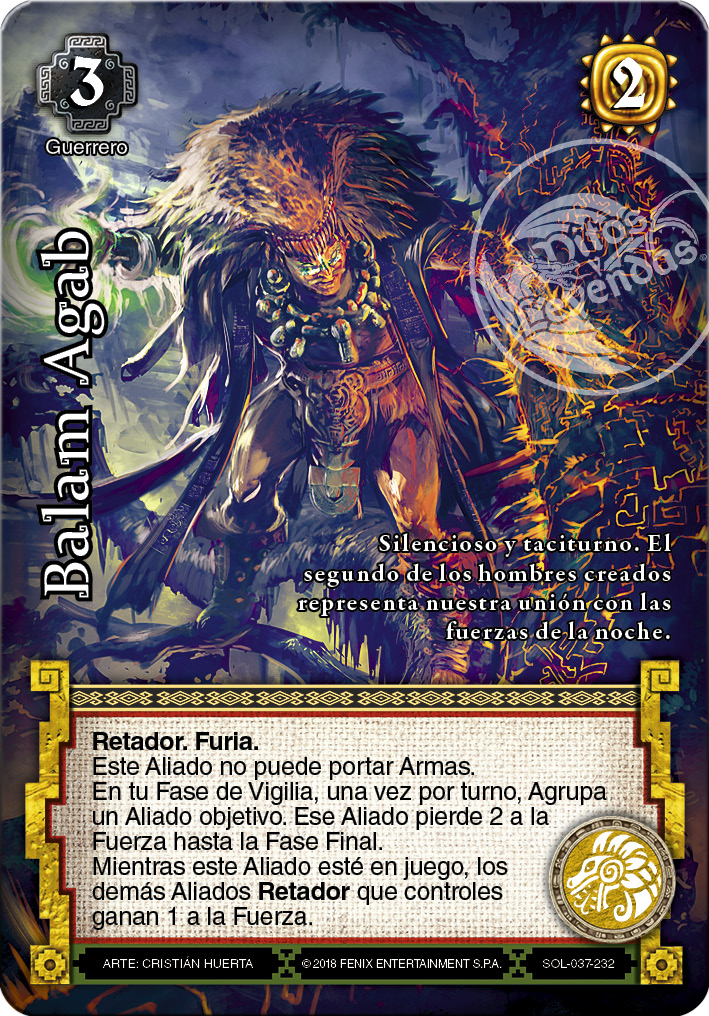 3
2
Guerrero
Mitos
y
Leyendas
Balam Agab
Silencioso y taciturno. El
segundo de los hombres creados
representa nuestra unión con las
fuerzas de la noche.
Retador. Furia.
Este Aliado no puede portar Armas.
En tu Fase de Vigilia, una vez por turno, Agrupa
un Aliado objetivo. Ese Aliado pierde 2 a la
Fuerza hasta la Fase Final.
Mientras este Aliado esté en juego, los
demás Aliados Retador que controles
ganan 1 a la Fuerza.
ARTE: CRISTIÁN HUERTA
©2018 FENIX ENTERTAINMENT S.P.A.
SOL-037-232